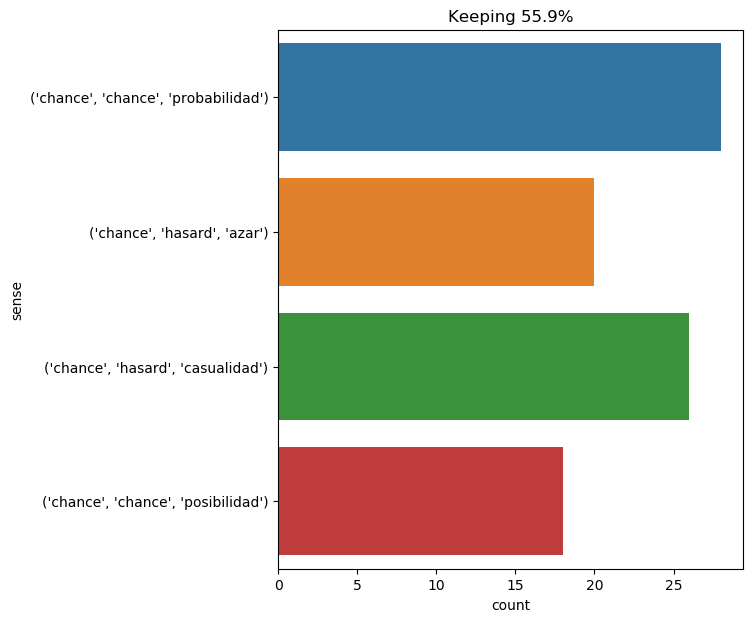 Keeping 55.9%
('chance', 'chance', 'probabilidad')
('chance', 'hasard', 'azar')
('chance', 'hasard', 'casualidad')
('chance', 'chance', 'posibilidad')
sense
0 5 10 15 20 25
count